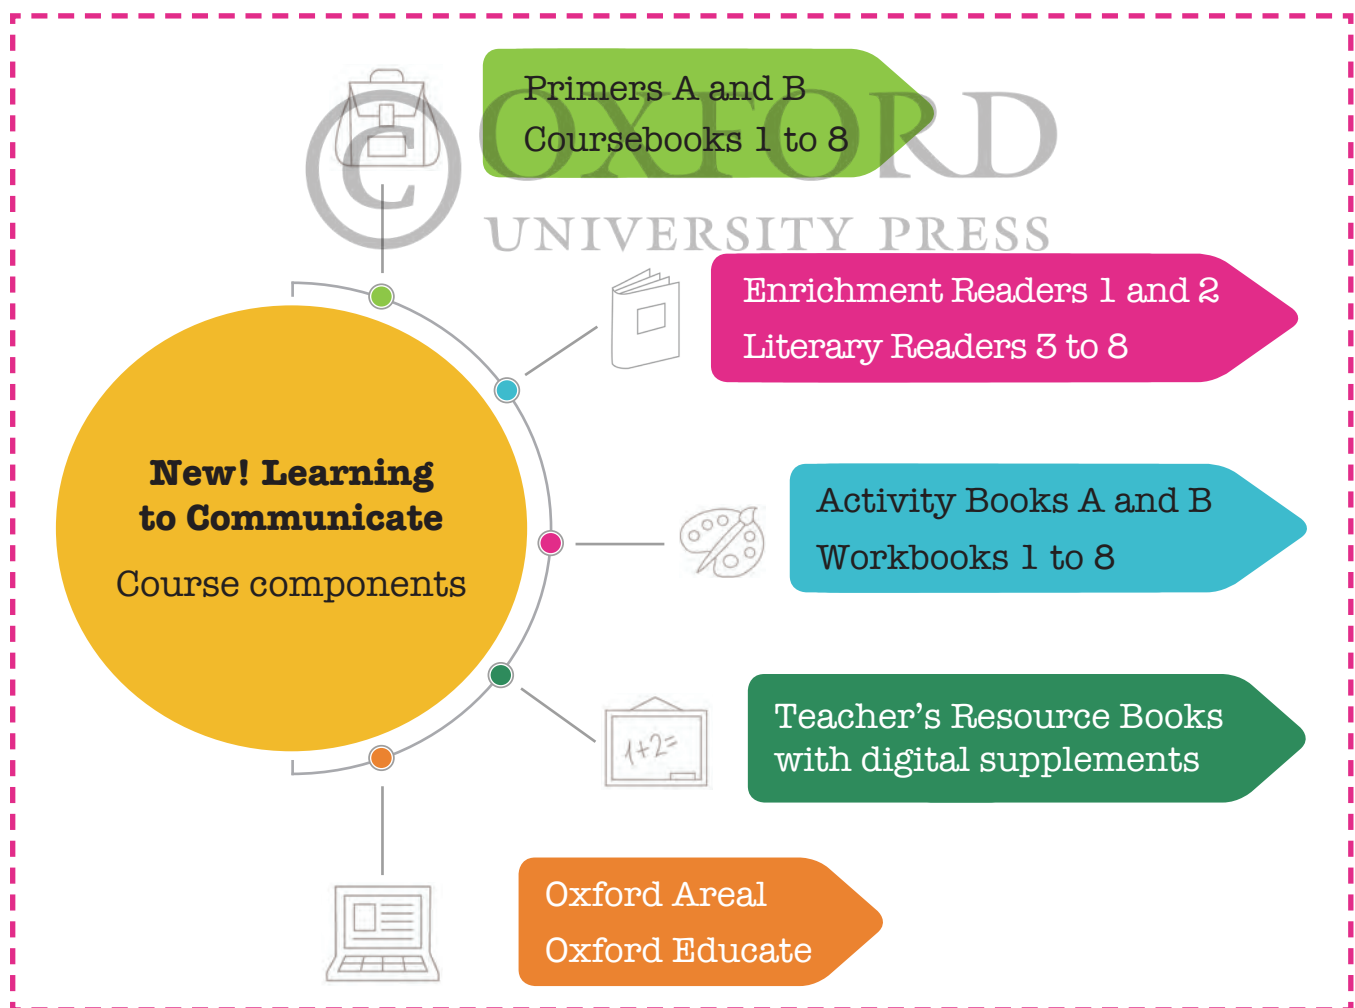 Primers A and B
Coursebooks 1 to 8
© OXFORD
UNIVERSITY PRESS
Enrichment Readers 1 and 2
Literary Readers 3 to 8
New! Learning
to Communicate
Course components
Activity Books A and B
Workbooks 1 to 8
Teacher's Resource Books
with digital supplements
1+2=
Oxford Areal
Oxford Educate